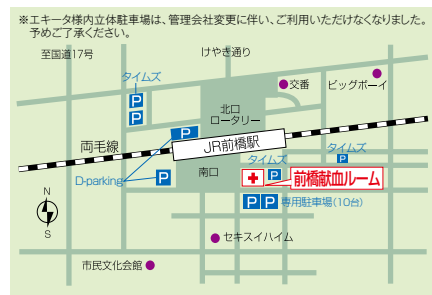 ※エキータ様内立体駐車場は、管理会社変更に伴い、ご利用いただけなくなりました。
予めご了承ください。
至国道17号
けやき通り
タイムズ
P
P
交番
ビッグボーイ
北口
ロータリー
P
両毛線
JR前橋駅
タイムズ
タイムズ
P
D-parking
P
南口
P
前橋献血ルーム
N
S
P
P
専用駐車場(10台)
セキスイハイム
市民文化会館